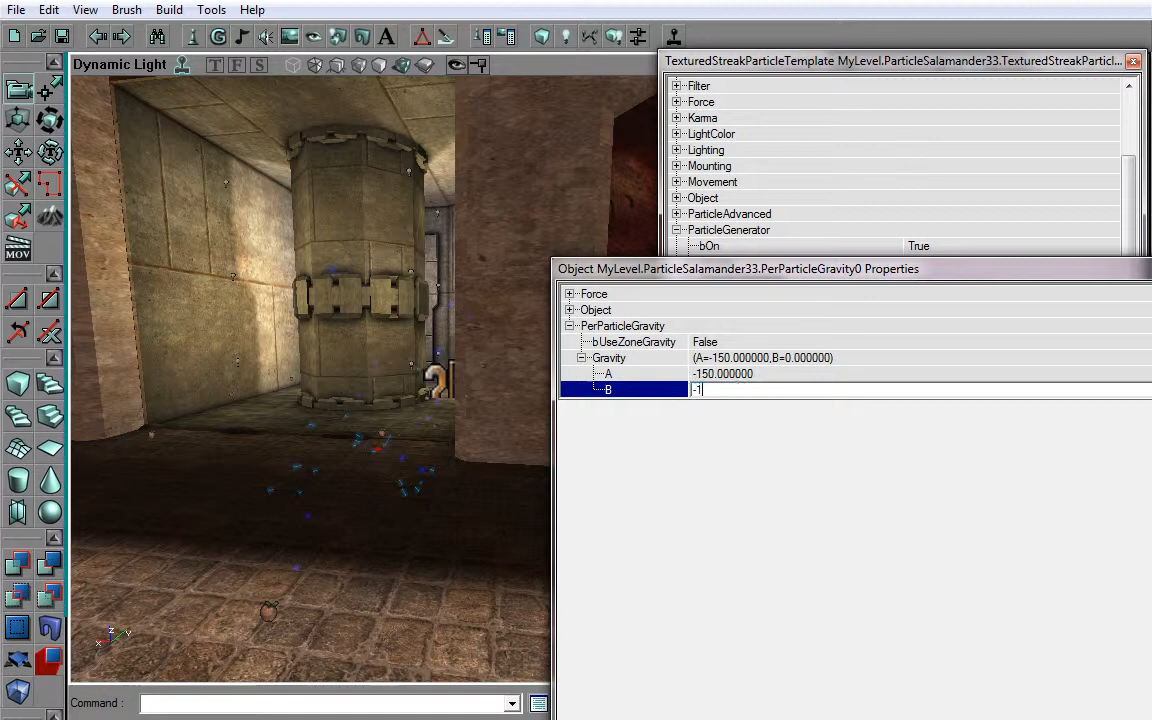 File Edit View Brush Build Tools Help
Dynamic Light
T F S
MOV
TexturedStreakParticleTemplate MyLevel.ParticleSalamander33.TexturedStreakParticl...
Filter
Force
Karma
LightColor
Lighting
Mounting
Movement
Object
ParticleAdvanced
ParticleGenerator
bOn True
Object MyLevel.ParticleSalamander33.PerParticleGravity0 Properties
Force
Object
PerParticleGravity
bUseZoneGravity False
Gravity (A=-150.000000,B=0.000000)
A -150.000000
B -1
Command :